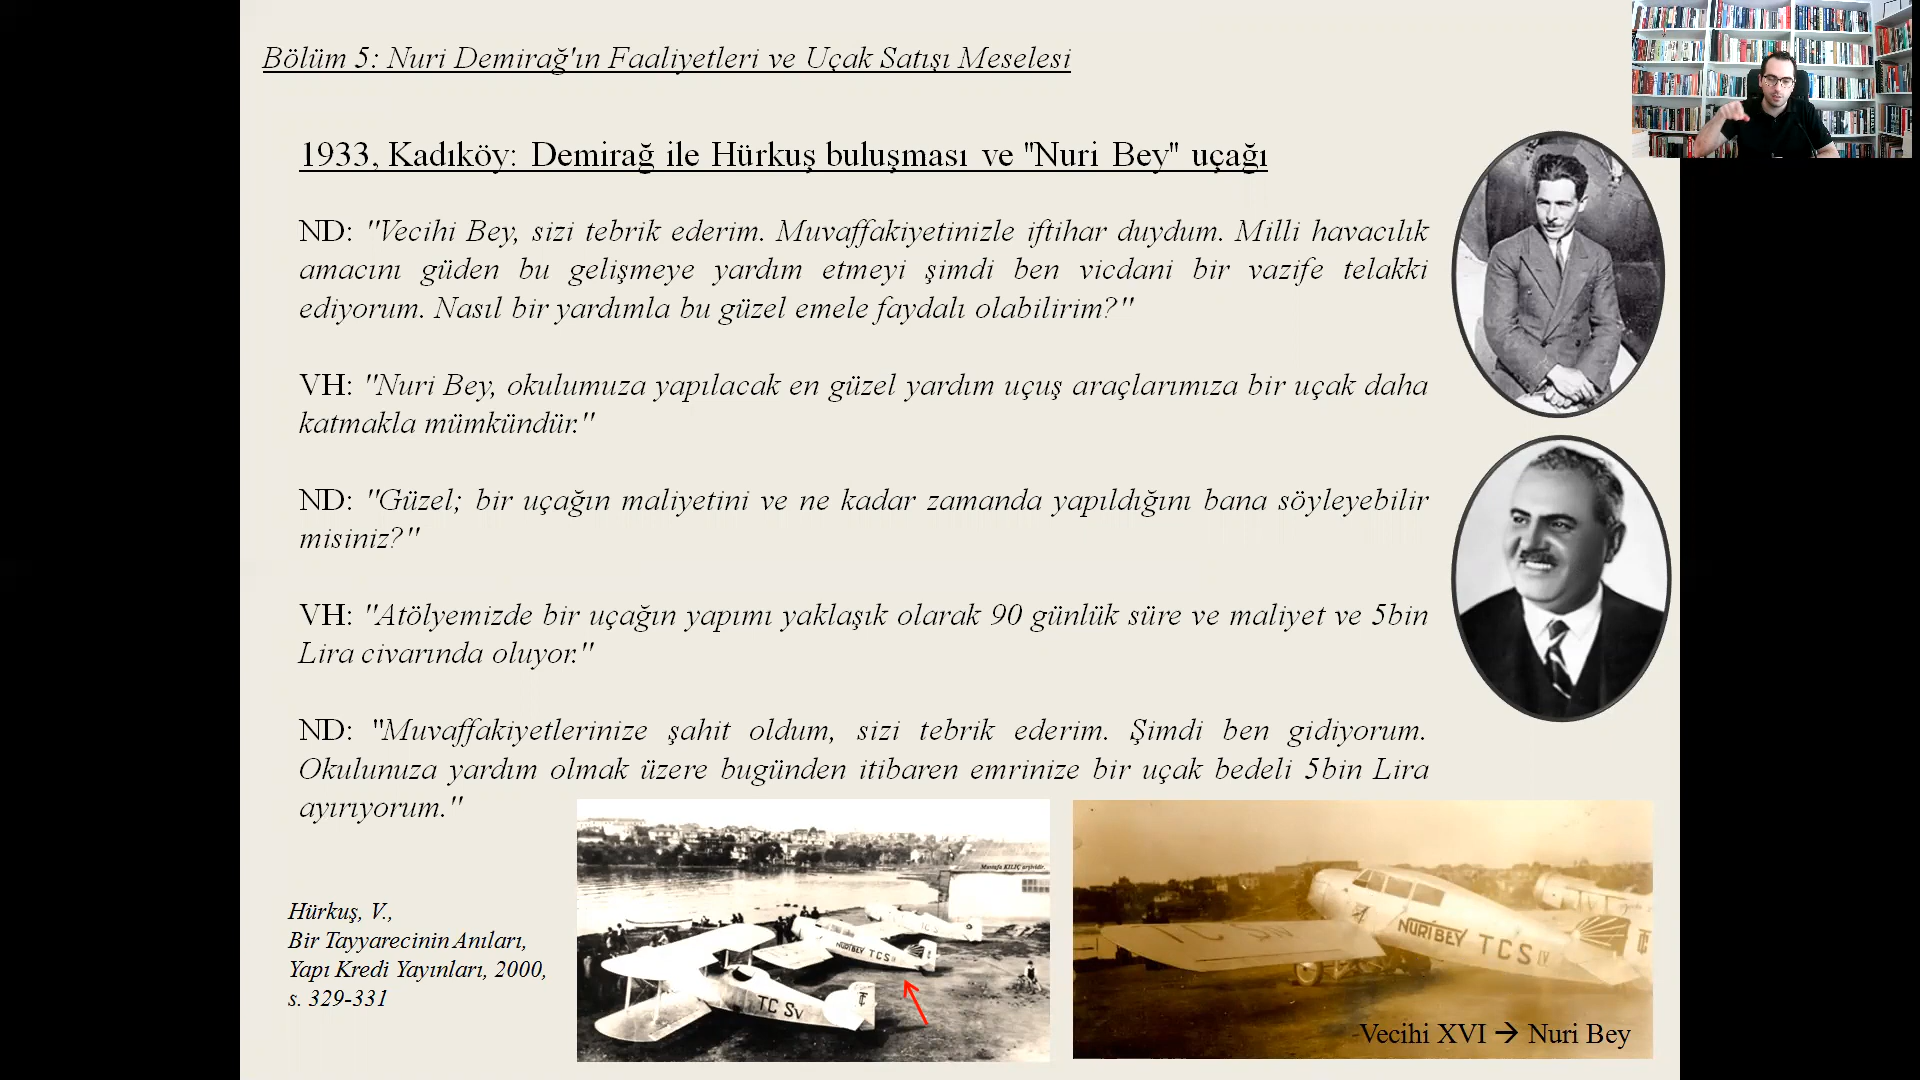 Bölüm 5: Nuri Demirağ'ın Faaliyetleri ve Uçak Satışı Meselesi
1933, Kadıköy: Demirağ ile Hürkuş buluşması ve "Nuri Bey" uçağı
ND: "Vecihi Bey, sizi tebrik ederim. Muvaffakiyetinizle iftihar duydum. Milli havacılık
amacını güden bu gelişmeye yardım etmeyi şimdi ben vicdani bir vazife telakki
ediyorum. Nasıl bir yardımla bu güzel emele faydalı olabilirim?"
VH: "Nuri Bey, okulumuza yapılacak en güzel yardım uçuş araçlarımıza bir uçak daha
katmakla mümkündür."
ND: "Güzel; bir uçağın maliyetini ve ne kadar zamanda yapıldığını bana söyleyebilir
misiniz?"
VH: "Atölyemizde bir uçağın yapımı yaklaşık olarak 90 günlük süre ve maliyet ve 5bin
Lira civarında oluyor."
ND: "Muvaffakiyetlerinize şahit oldum, sizi tebrik ederim. Şimdi ben gidiyorum.
Okulunuza yardım olmak üzere bugünden itibaren emrinize bir uçak bedeli 5bin Lira
ayırıyorum."
Hürkuş, V.,
Bir Tayyarecinin Anıları,
Yapı Kredi Yayınları, 2000,
s. 329-331
Mustafa KILIÇ arşividir.
NURİBEY TCS
TC SV
TC
NURİBEY TCS IV
-Vecihi XVI → Nuri Bey